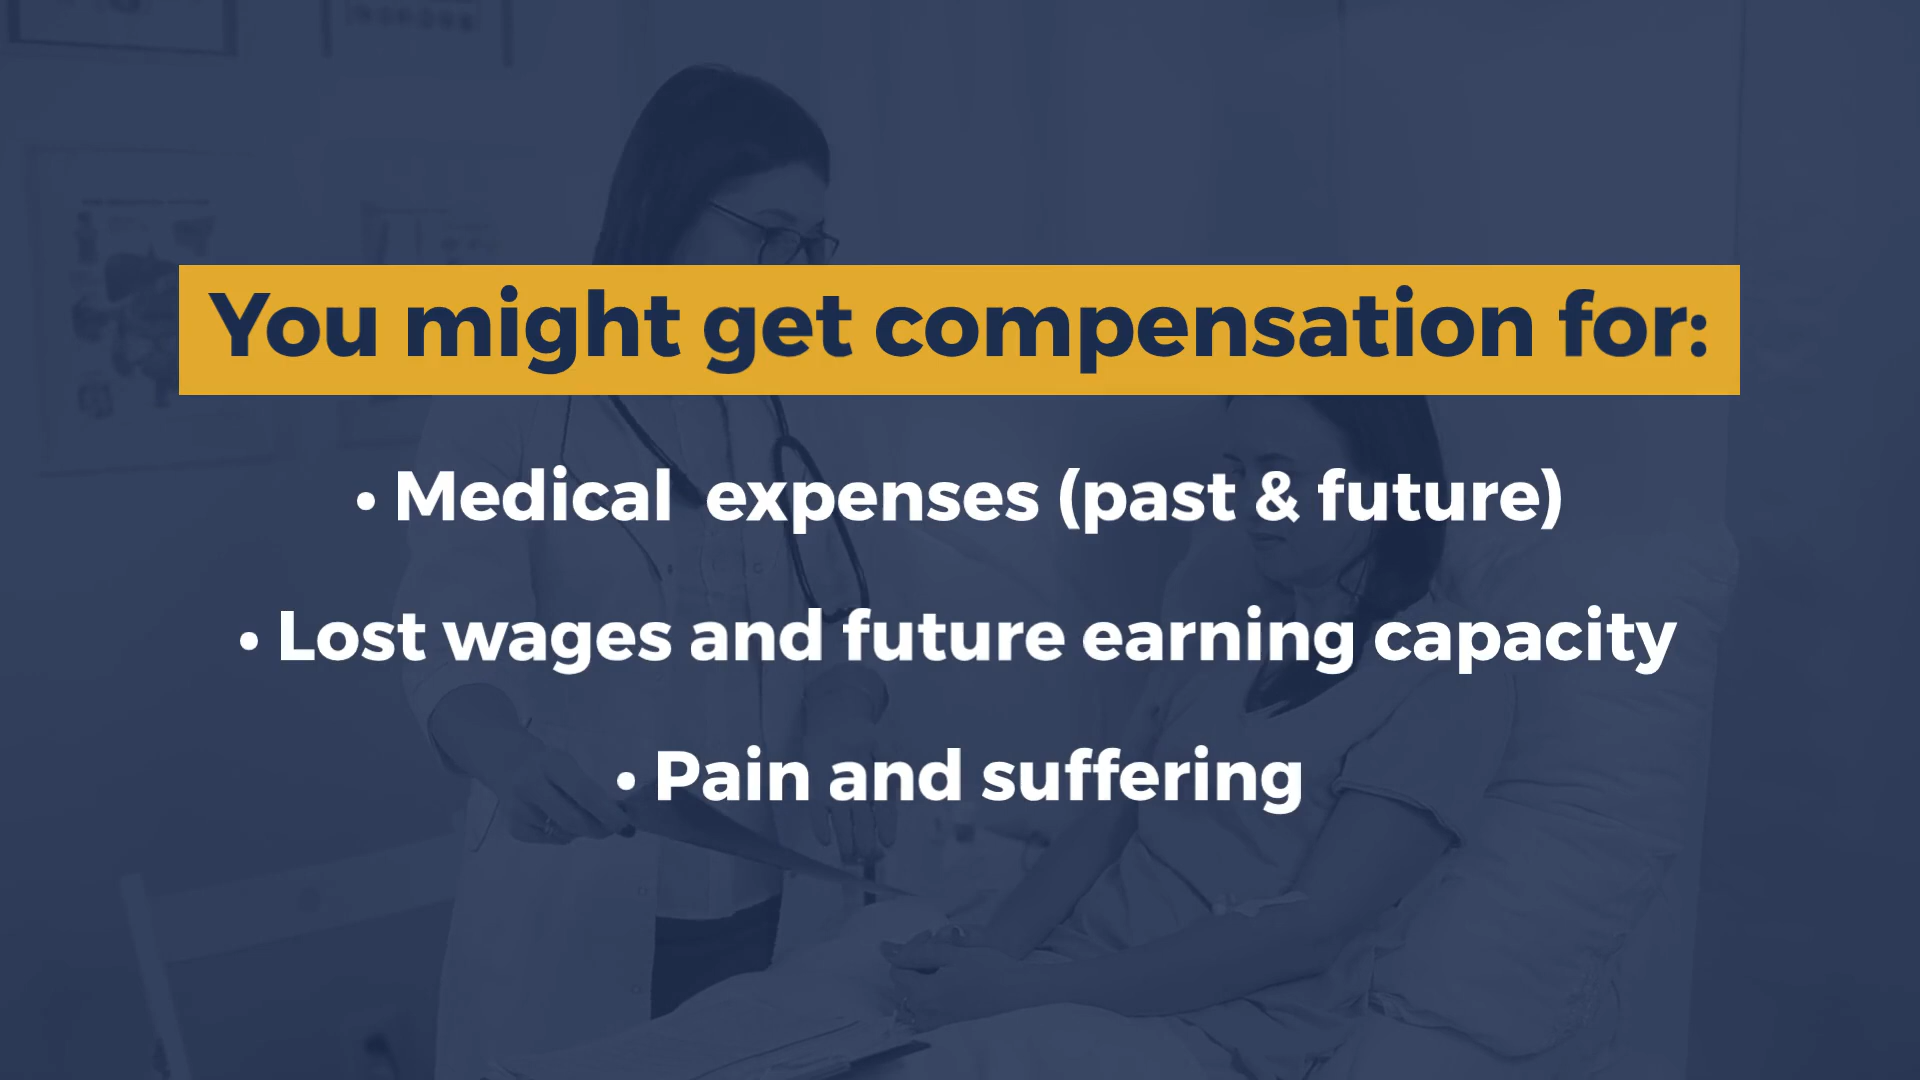 You might get compensation for:
• Medical  expenses (past & future)
• Lost wages and future earning capacity
• Pain and suffering